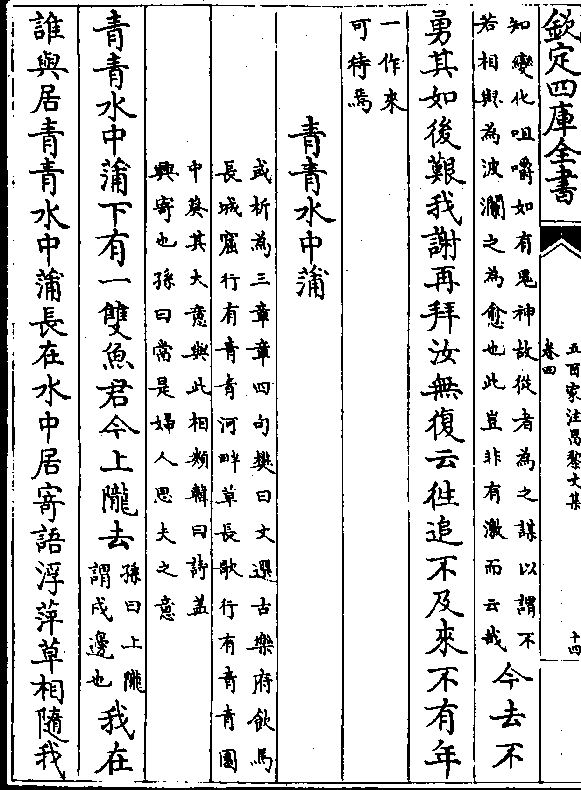 欽定四庫全書
五百家注昌黎文集
卷四
十四
知變化咀嚼如有鬼神故從者為之謀以謂不
若相與為波瀾之為愈也此豈非有激而云哉
今去不
勇其如後艱我謝再拜汝無復云徃追不及來不有年
一作來
可待焉
青青水中蒲
或析為三章章四句樊曰文選古樂府飲馬
長城窟行有青青河畔草長歌行有青青園
中葵其大意與此相類韓曰詩蓋
興寄也孫曰當是婦人思夫之意
青青水中蒲下有一雙魚君今上隴去
孫曰上隴
謂戍邊也
我在
誰與居青青水中蒲長在水中居寄語浮萍草相隨我